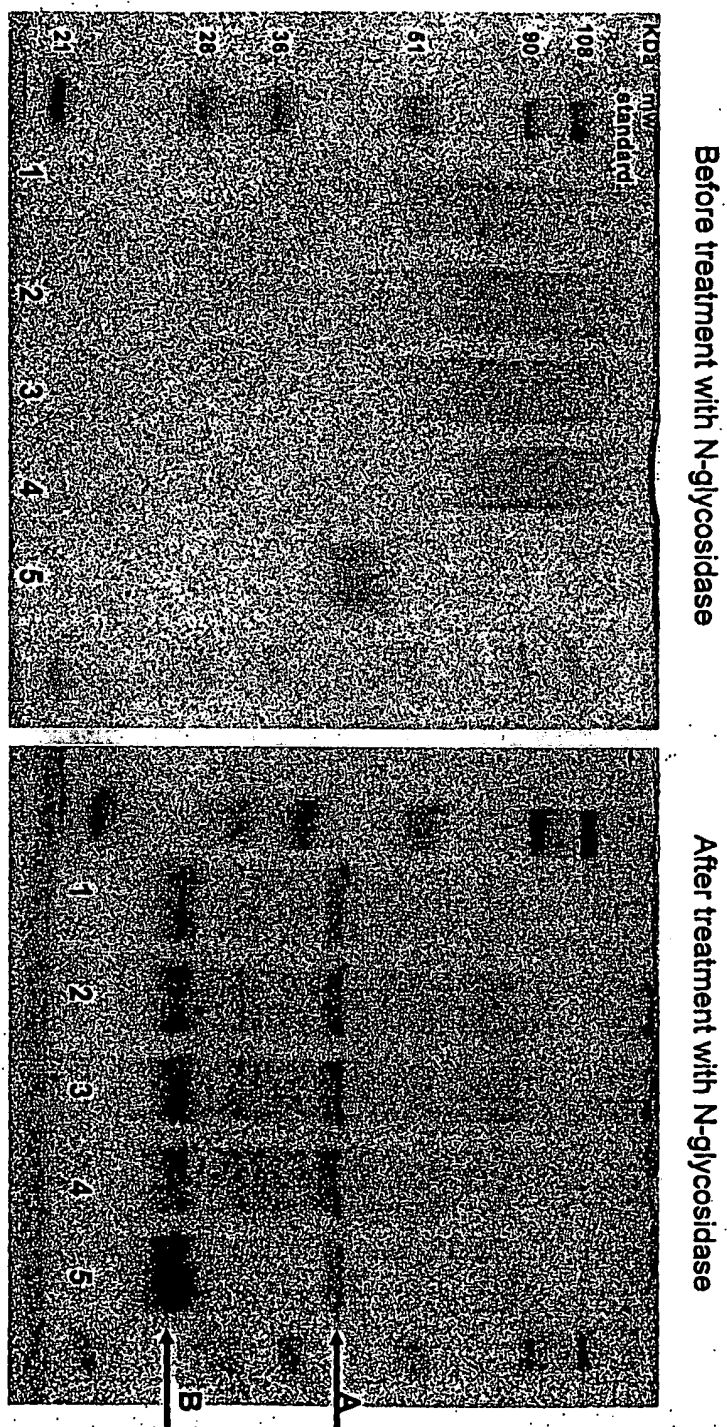 Before treatment with N-glycosidase
kDa mw
standard
108
90
51
36
28
21
1 2 3 4 5
After treatment with N-glycosidase
A
B
1 2 3 4 5